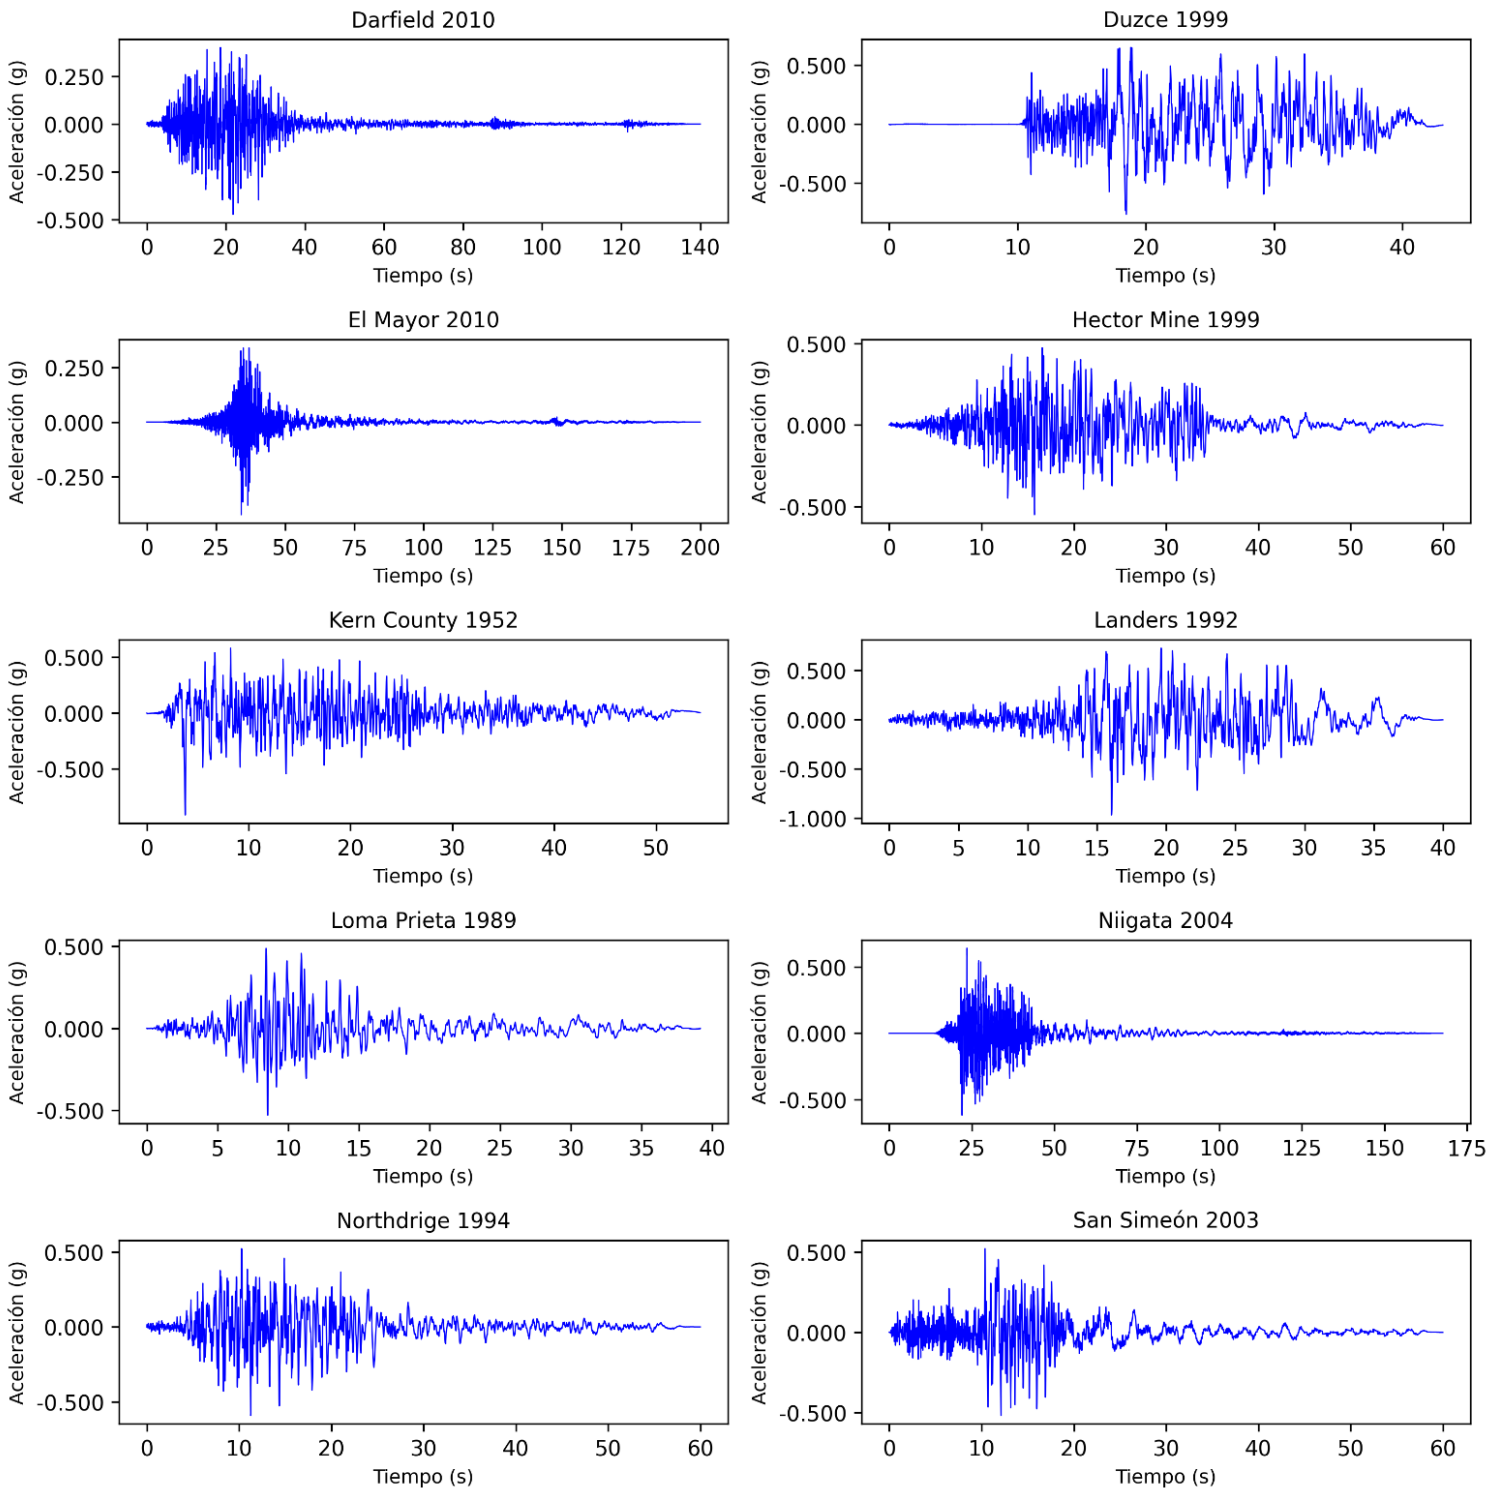 Darfield 2010
Aceleración (g)
0.250
0.000
-0.250
-0.500
0 20 40 60 80 100 120 140
Tiempo (s)
Duzce 1999
Aceleración (g)
0.500
0.000
-0.500
0 10 20 30 40
Tiempo (s)
El Mayor 2010
Aceleración (g)
0.250
0.000
-0.250
0 25 50 75 100 125 150 175 200
Tiempo (s)
Hector Mine 1999
Aceleración (g)
0.500
0.000
-0.500
0 10 20 30 40 50 60
Tiempo (s)
Kern County 1952
Aceleración (g)
0.500
0.000
-0.500
0 10 20 30 40 50
Tiempo (s)
Landers 1992
Aceleración (g)
0.500
0.000
-0.500
-1.000
0 5 10 15 20 25 30 35 40
Tiempo (s)
Loma Prieta 1989
Aceleración (g)
0.500
0.000
-0.500
0 5 10 15 20 25 30 35 40
Tiempo (s)
Niigata 2004
Aceleración (g)
0.500
0.000
-0.500
0 25 50 75 100 125 150 175
Tiempo (s)
Northdrige 1994
Aceleración (g)
0.500
0.000
-0.500
0 10 20 30 40 50 60
Tiempo (s)
San Simeón 2003
Aceleración (g)
0.500
0.000
-0.500
0 10 20 30 40 50 60
Tiempo (s)